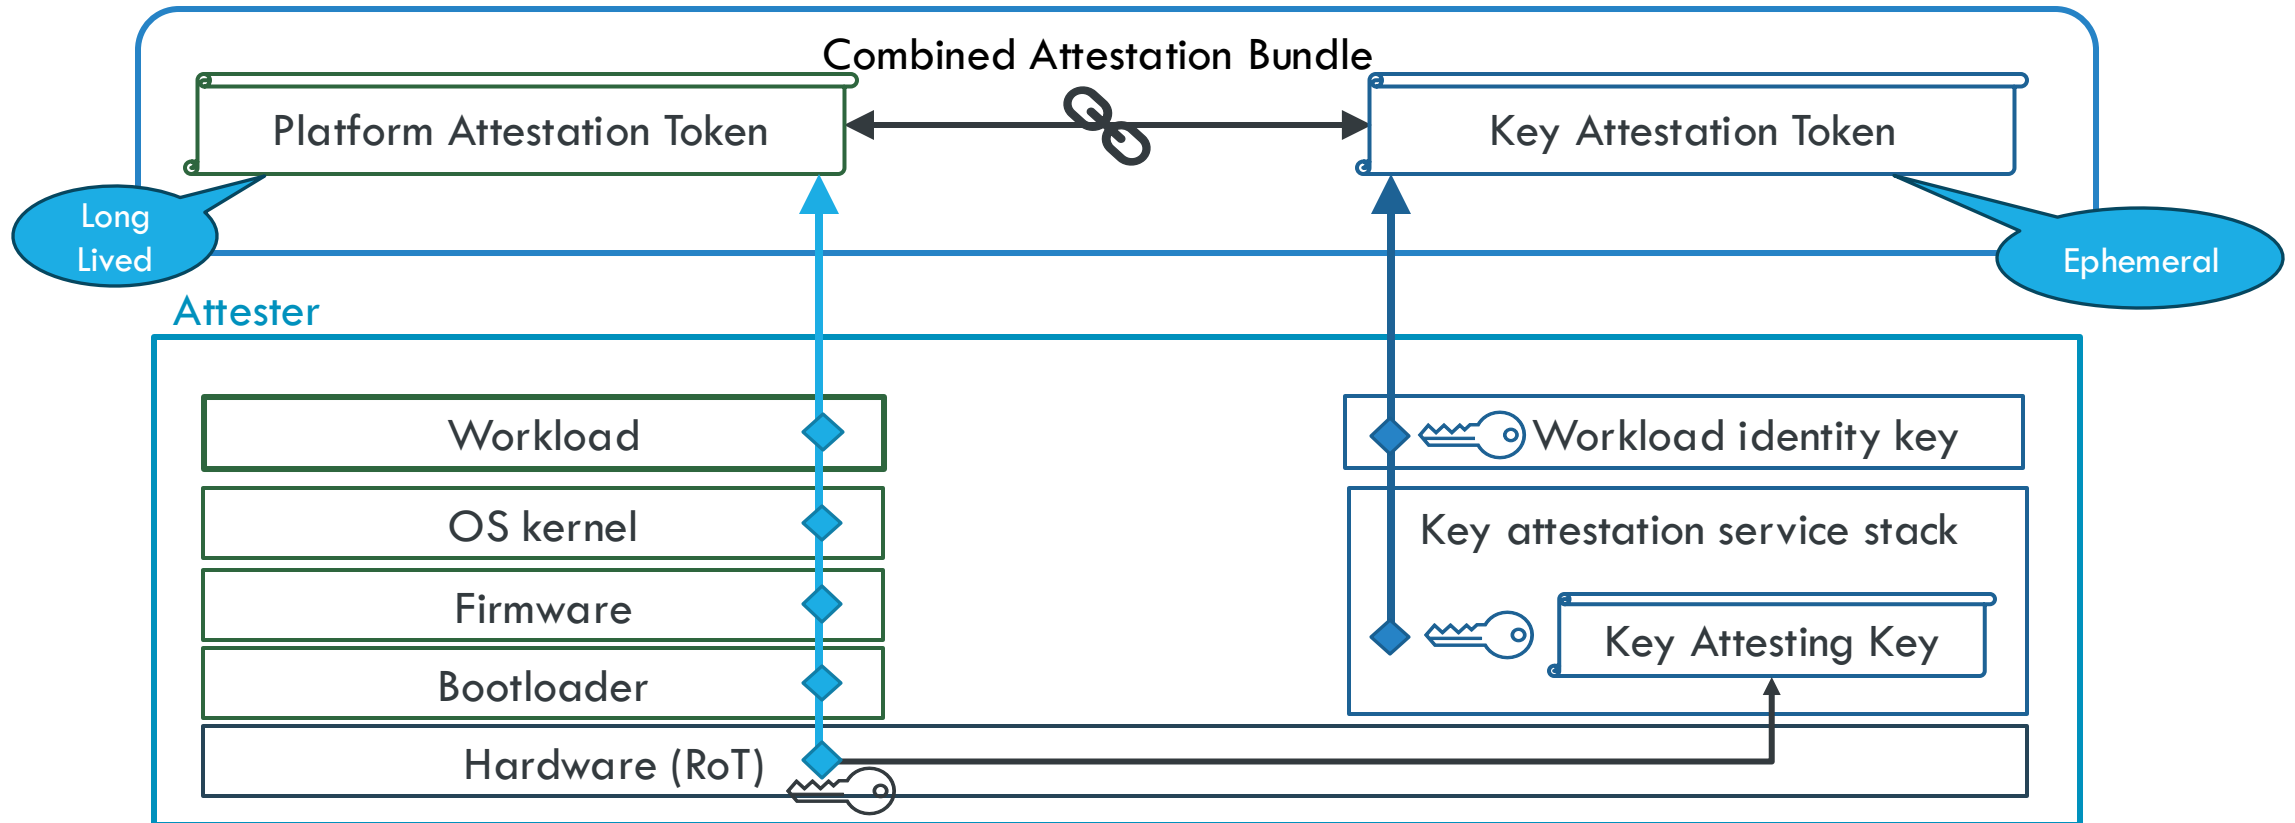 Combined Attestation Bundle
Platform Attestation Token
Key Attestation Token
Long
Lived
Ephemeral
Attester
Workload
OS kernel
Firmware
Bootloader
Hardware (RoT)
Workload identity key
Key attestation service stack
Key Attesting Key